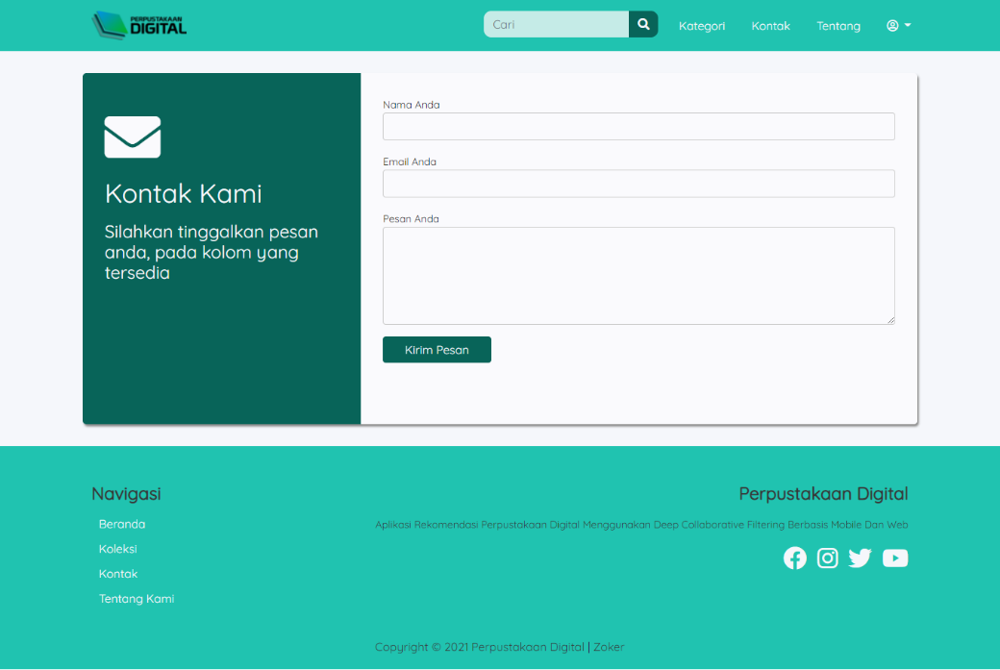 PERPUSTAKAAN
DIGITAL
Cari
Kategori
Kontak
Tentang
Kontak Kami
Silahkan tinggalkan pesan
anda, pada kolom yang
tersedia
Nama Anda
Email Anda
Pesan Anda
Kirim Pesan
Navigasi
Beranda
Koleksi
Kontak
Tentang Kami
Perpustakaan Digital
Aplikasi Rekomendasi Perpustakaan Digital Menggunakan Deep Collaborative Filtering Berbasis Mobile Dan Web
Copyright © 2021 Perpustakaan Digital | Zoker